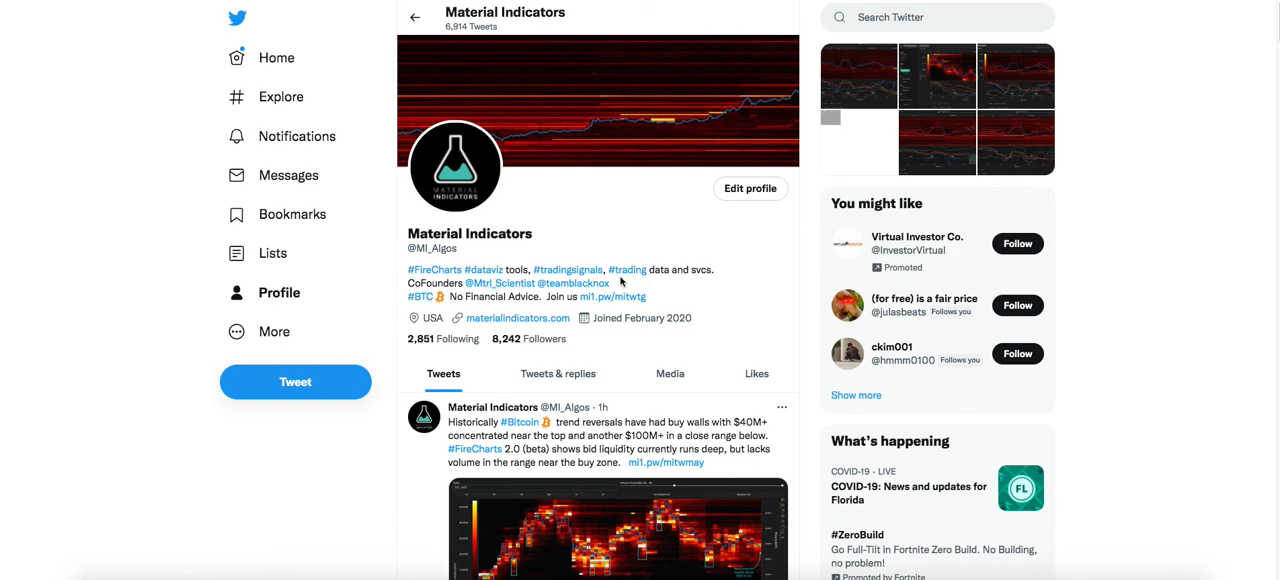 Home
Explore
Notifications
Messages
Bookmarks
Lists
Profile
More
Tweet
Material Indicators
6,914 Tweets
MATERIAL
INDICATORS
Edit profile
Material Indicators
@MI_Algos
#FireCharts #dataviz tools, #tradingsignals, #trading data and svcs.
CoFounders @Mtrl_Scientist @teamblacknox
#BTC No Financial Advice. Join us mi1.pw/mitwtg
USA materialindicators.com Joined February 2020
2,851 Following 8,242 Followers
Tweets Tweets & replies Media Likes
Material Indicators @MI_Algos · 1h
Historically #Bitcoin trend reversals have had buy walls with $40M+
concentrated near the top and another $100M+ in a close range below.
#FireCharts 2.0 (beta) shows bid liquidity currently runs deep, but lacks
volume in the range near the buy zone. mi1.pw/mitwmay
Search Twitter
You might like
Virtual Investor Co.
@InvestorVirtual
Promoted
Follow
(for free) is a fair price
@julasbeats Follows you
Follow
ckim001
@hmmm0100 Follows you
Follow
Show more
What's happening
COVID-19 · LIVE
COVID-19: News and updates for
Florida
FL
#ZeroBuild
Go Full-Tilt in Fortnite Zero Build. No Building,
no problem!
Promoted by Fortnite